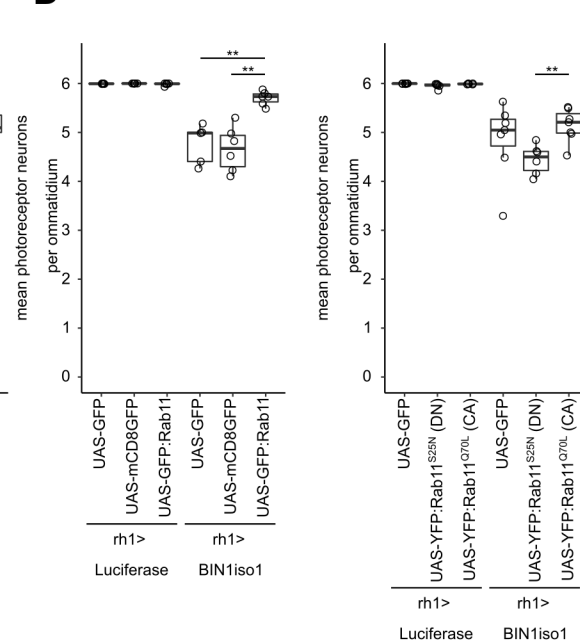 mean photoreceptor neurons
per ommatidium
6
5
4
3
2
1
0
**
**
UAS-GFP
UAS-mCD8GFP
UAS-GFP:Rab11
UAS-GFP
UAS-mCD8GFP
UAS-GFP:Rab11
rh1>
rh1>
Luciferase
BIN1iso1
mean photoreceptor neurons
per ommatidium
6
5
4
3
2
1
0
**
UAS-GFP
UAS-YFP:Rab11S25N (DN)
UAS-YFP:Rab11Q70L (CA)
UAS-GFP
UAS-YFP:Rab11S25N (DN)
UAS-YFP:Rab11Q70L (CA)
rh1>
rh1>
Luciferase
BIN1iso1